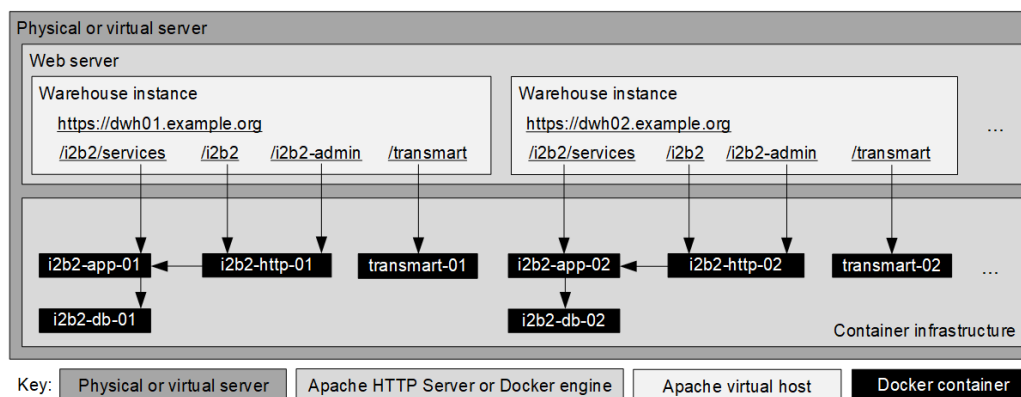 Physical or virtual server
Web server
Warehouse instance
https://dwh01.example.org
/i2b2/services /i2b2 /i2b2-admin /transmart
Warehouse instance
https://dwh02.example.org
/i2b2/services /i2b2 /i2b2-admin /transmart
...
i2b2-app-01 i2b2-http-01 transmart-01 i2b2-app-02 i2b2-http-02 transmart-02 ...
i2b2-db-01 i2b2-db-02
Container infrastructure
Key: Physical or virtual server Apache HTTP Server or Docker engine Apache virtual host Docker container